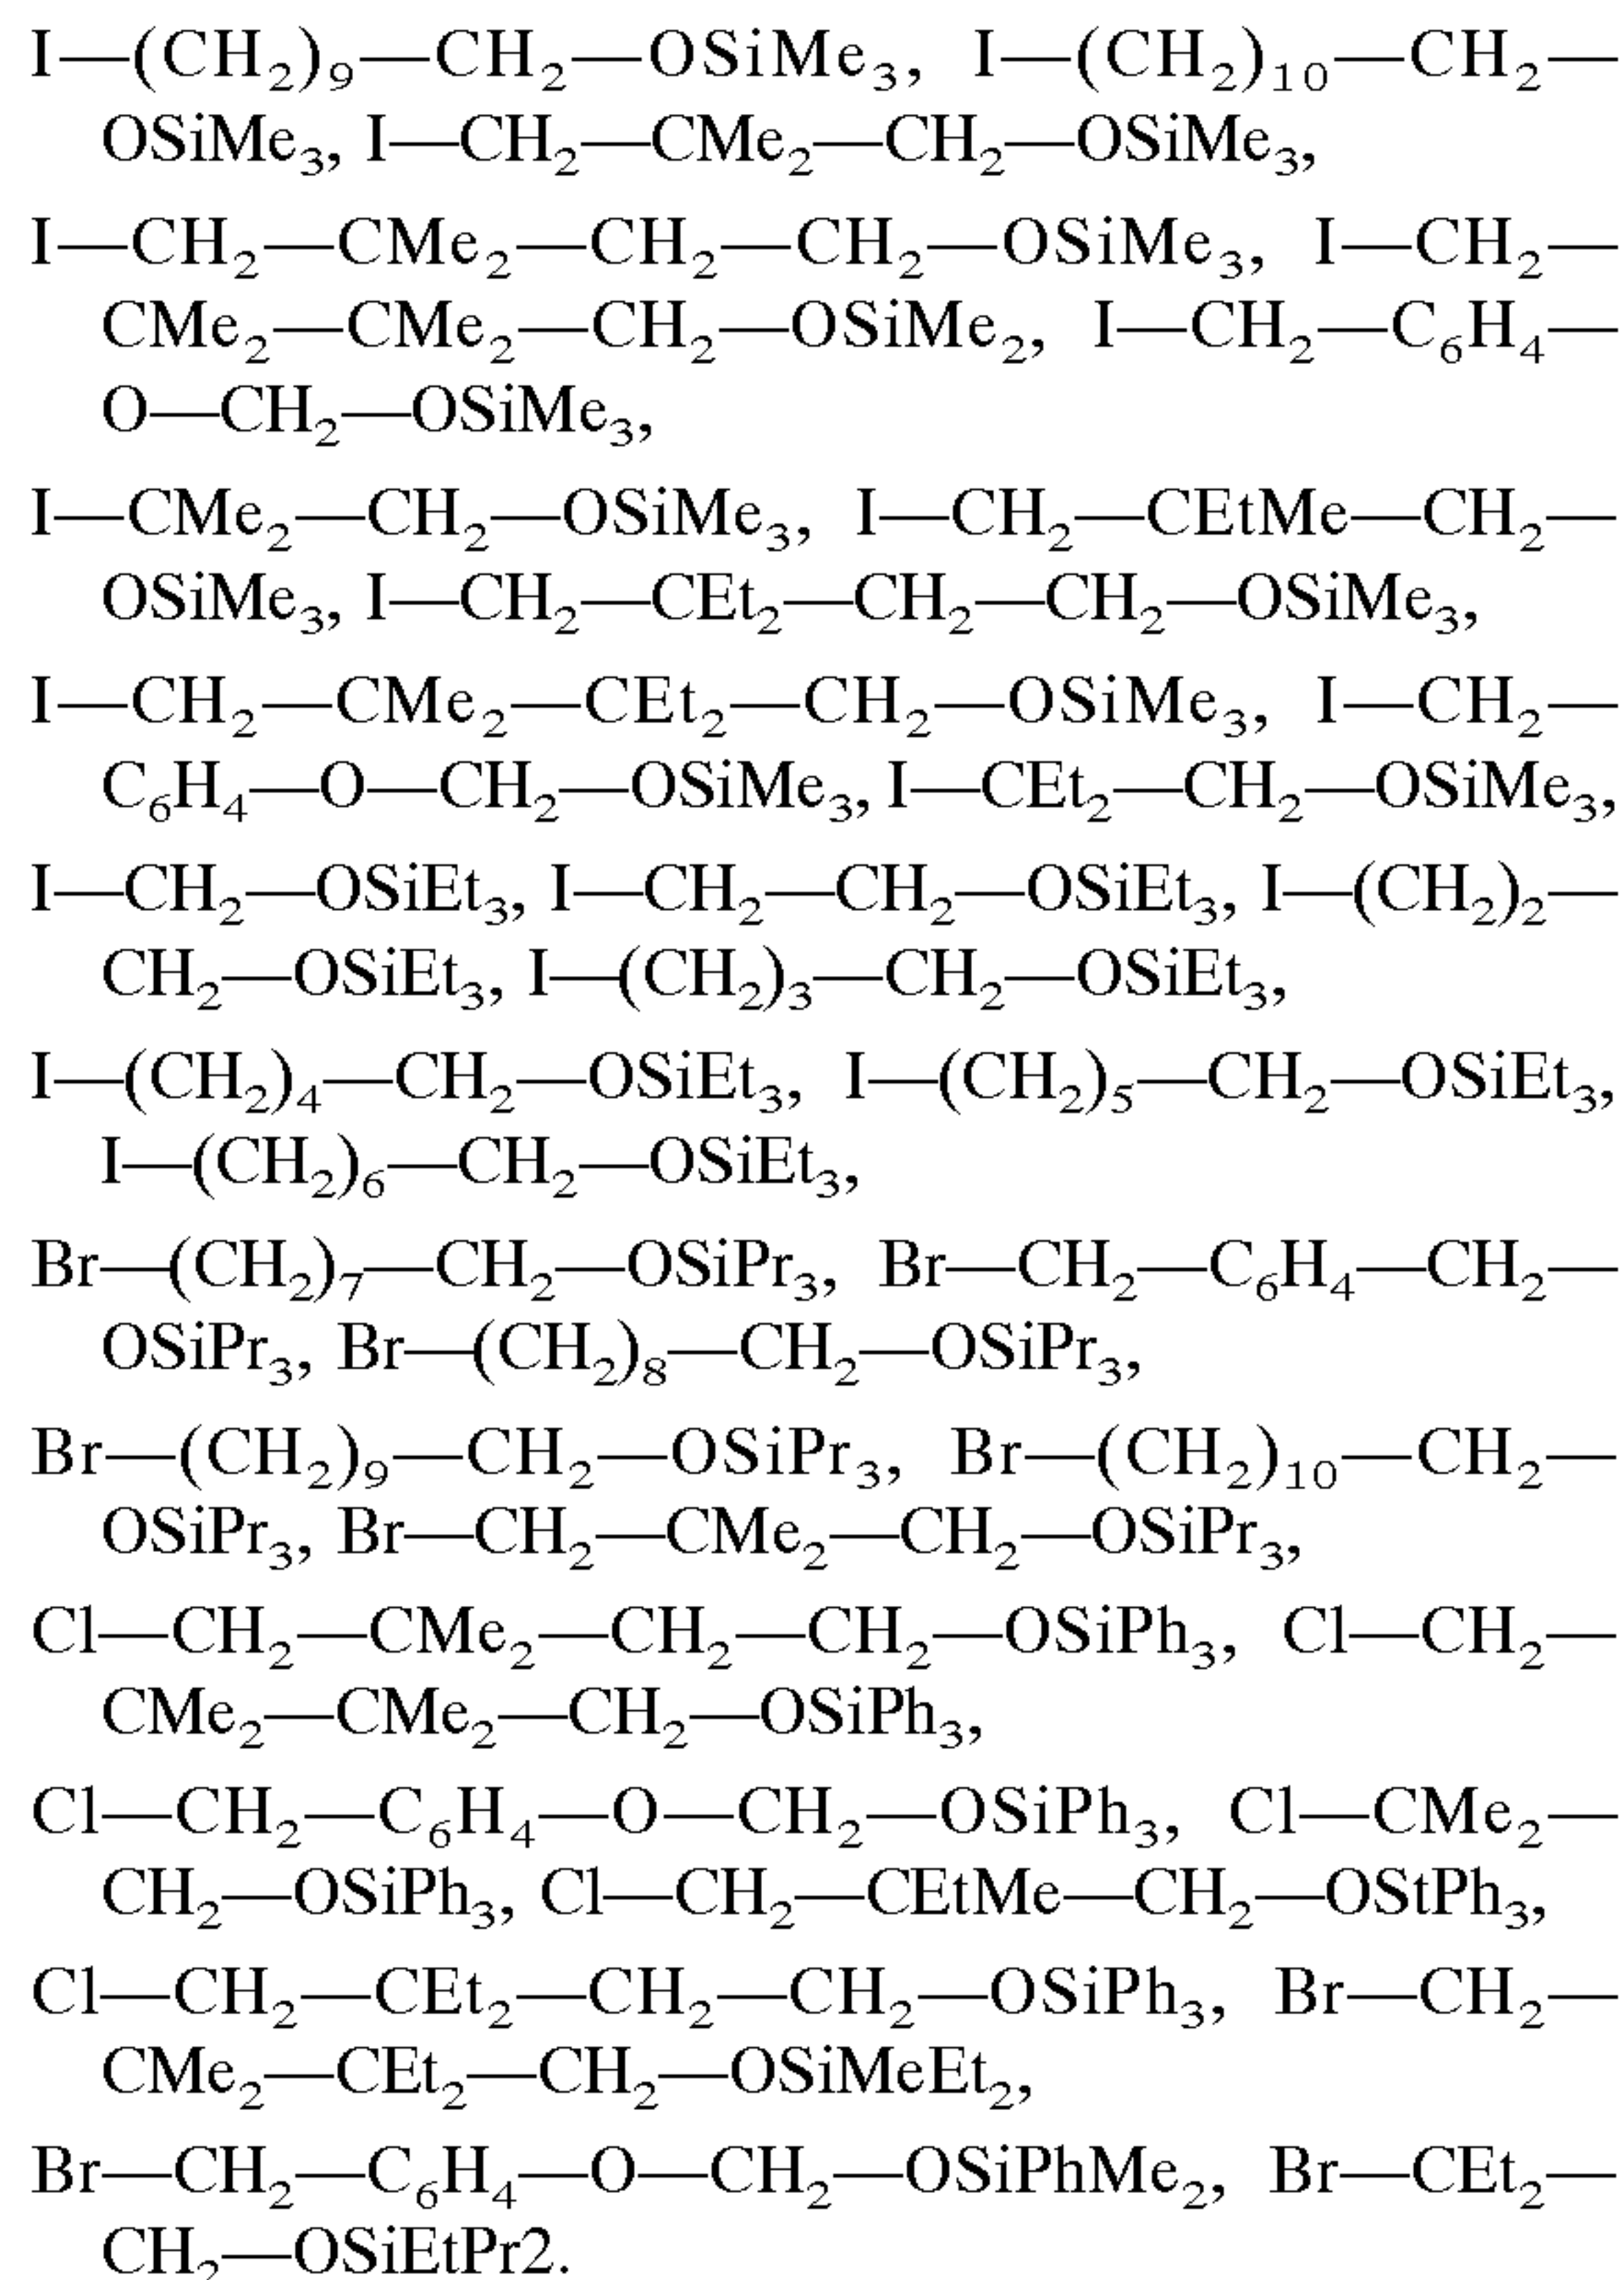 I—(CH₂)₉—CH₂—OSiMe₃, I—(CH₂)₁₀—CH₂—
OSiMe₃, I—CH₂—CMe₂—CH₂—OSiMe₃,
I—CH₂—CMe₂—CH₂—CH₂—OSiMe₃, I—CH₂—
CMe₂—CMe₂—CH₂—OSiMe₂, I—CH₂—C₆H₄—
O—CH₂—OSiMe₃,
I—CMe₂—CH₂—OSiMe₃, I—CH₂—CEtMe—CH₂—
OSiMe₃, I—CH₂—CEt₂—CH₂—CH₂—OSiMe₃,
I—CH₂—CMe₂—CEt₂—CH₂—OSiMe₃, I—CH₂—
C₆H₄—O—CH₂—OSiMe₃, I—CEt₂—CH₂—OSiMe₃,
I—CH₂—OSiEt₃, I—CH₂—CH₂—OSiEt₃, I—(CH₂)₂—
CH₂—OSiEt₃, I—(CH₂)₃—CH₂—OSiEt₃,
I—(CH₂)₄—CH₂—OSiEt₃, I—(CH₂)₅—CH₂—OSiEt₃,
I—(CH₂)₆—CH₂—OSiEt₃,
Br—(CH₂)₇—CH₂—OSiPr₃, Br—CH₂—C₆H₄—CH₂—
OSiPr₃, Br—(CH₂)₈—CH₂—OSiPr₃,
Br—(CH₂)₉—CH₂—OSiPr₃, Br—(CH₂)₁₀—CH₂—
OSiPr₃, Br—CH₂—CMe₂—CH₂—OSiPr₃,
Cl—CH₂—CMe₂—CH₂—CH₂—OSiPh₃, Cl—CH₂—
CMe₂—CMe₂—CH₂—OSiPh₃,
Cl—CH₂—C₆H₄—O—CH₂—OSiPh₃, Cl—CMe₂—
CH₂—OSiPh₃, Cl—CH₂—CEtMe—CH₂—OStPh₃,
Cl—CH₂—CEt₂—CH₂—CH₂—OSiPh₃, Br—CH₂—
CMe₂—CEt₂—CH₂—OSiMeEt₂,
Br—CH₂—C₆H₄—O—CH₂—OSiPhMe₂, Br—CEt₂—
CH₂—OSiEtPr2.